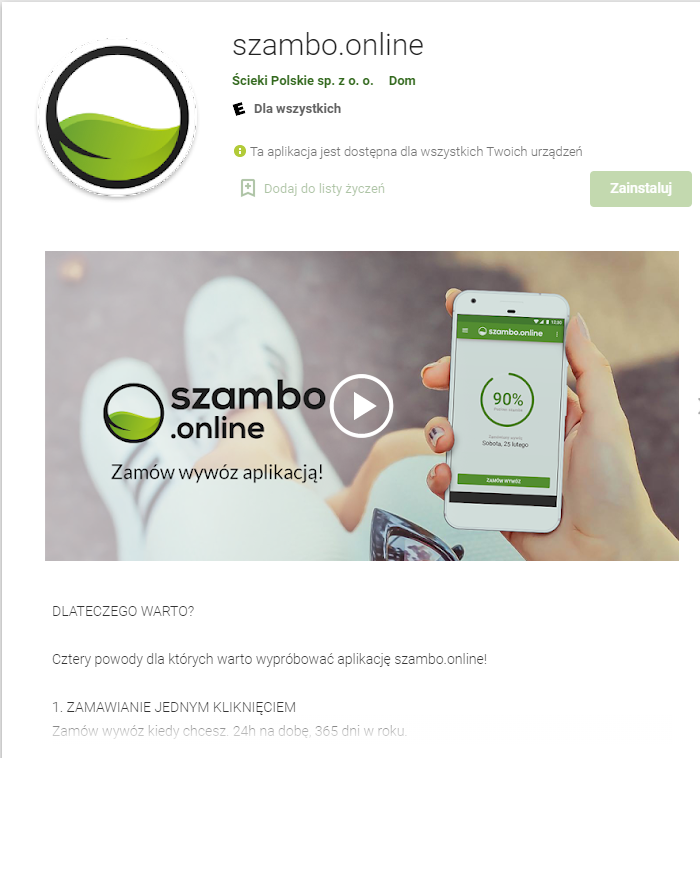 szambo.online
Ścieki Polskie sp. z o. o. Dom
E Dla wszystkich
Ta aplikacja jest dostępna dla wszystkich Twoich urządzeń
Dodaj do listy życzeń
Zainstaluj
szambo
.online
Zamów wywóz aplikacją!
szambo.online
90%
Sobota, 25 lutego
ZAMÓW WYWÓZ
DLATECZEGO WARTO?
Cztery powody dla których warto wypróbować aplikację szambo.online!
1. ZAMAWIANIE JEDNYM KLIKNIĘCIEM
Zamów wywóz kiedy chcesz. 24h na dobę, 365 dni w roku.